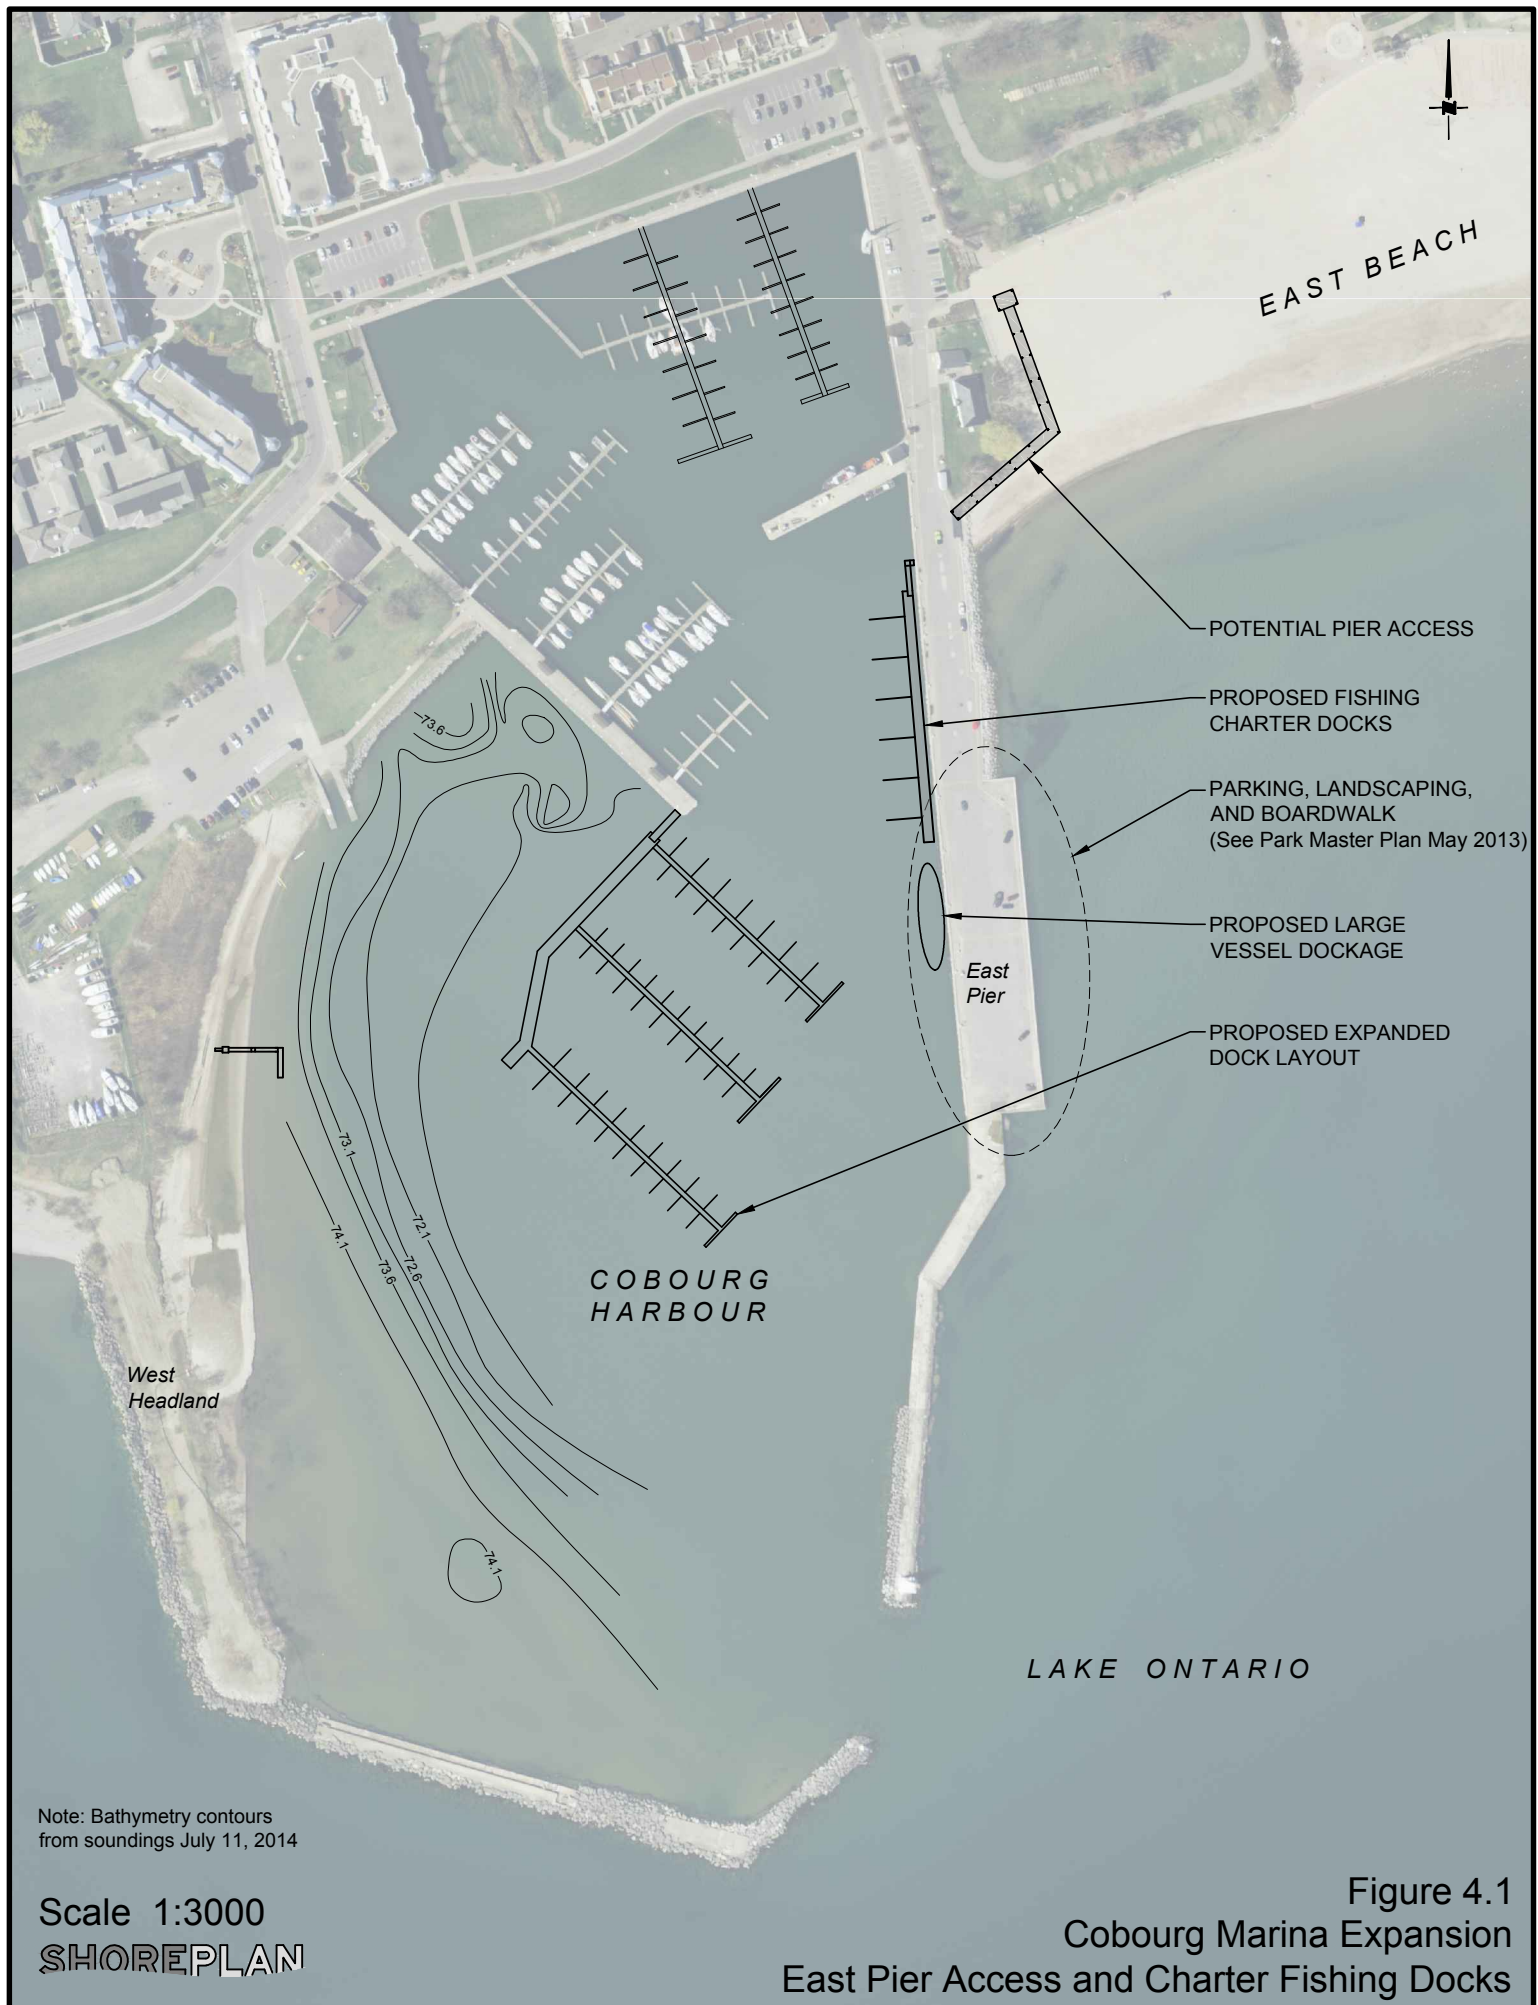 N
EAST BEACH
POTENTIAL PIER ACCESS
PROPOSED FISHING
CHARTER DOCKS
PARKING, LANDSCAPING,
AND BOARDWALK
(See Park Master Plan May 2013)
PROPOSED LARGE
VESSEL DOCKAGE
East
Pier
PROPOSED EXPANDED
DOCK LAYOUT
73.6
73.1
74.1
73.6
72.6
72.1
74.1
COBOURG
HARBOUR
West
Headland
LAKE ONTARIO
Note: Bathymetry contours
from soundings July 11, 2014
Scale 1:3000
SHOREPLAN
Figure 4.1
Cobourg Marina Expansion
East Pier Access and Charter Fishing Docks